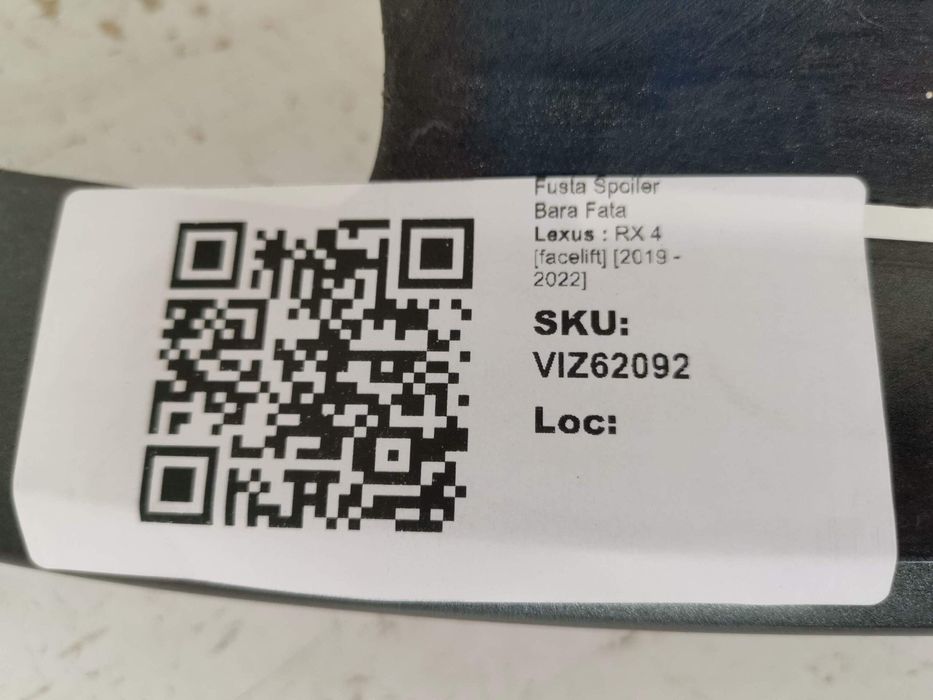 Fusta Spoiler
Bara Fata
Lexus : RX 4
[facelift] [2019 -
2022]
SKU:
VIZ62092
Loc: